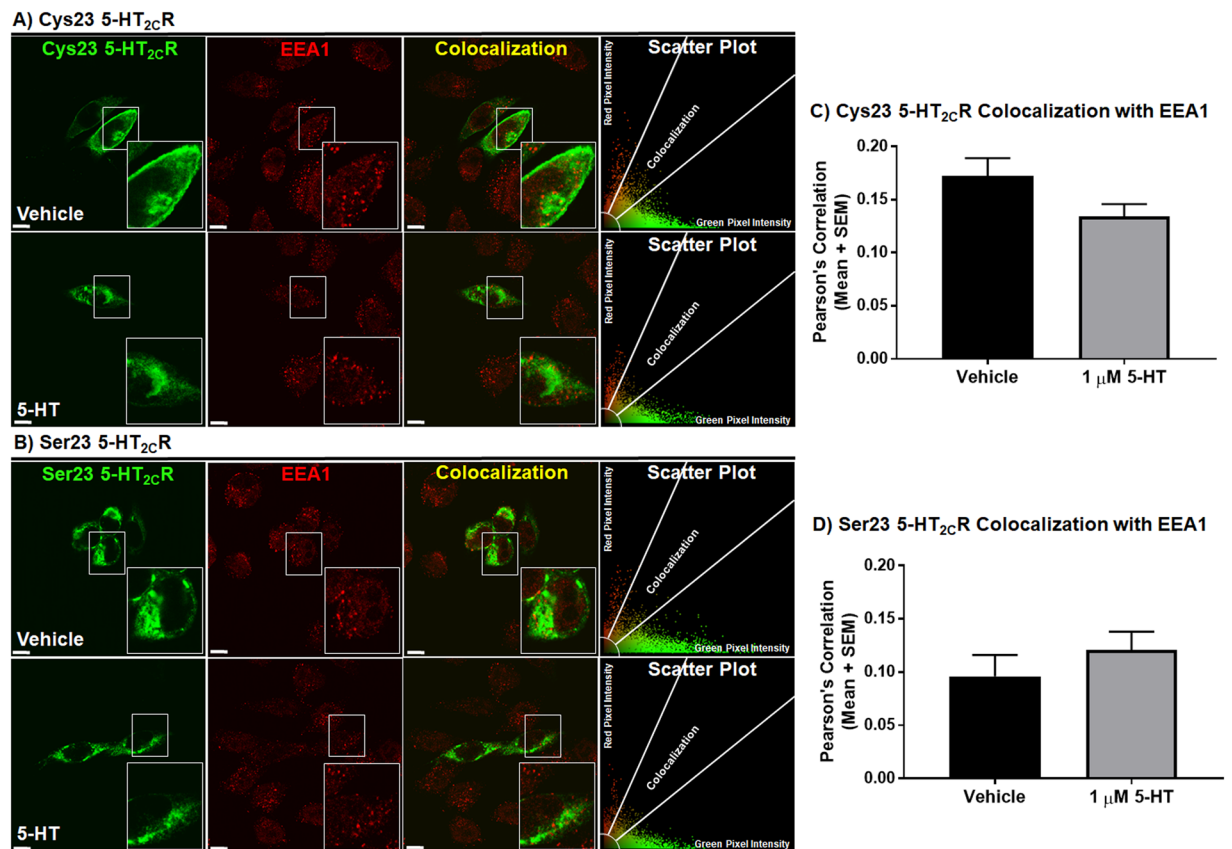 A) Cys23 5-HT2CR
Cys23 5-HT2CR
EEA1
Colocalization
Scatter Plot
Red Pixel Intensity
Colocalization
Green Pixel Intensity
Vehicle
Scatter Plot
Red Pixel Intensity
Colocalization
Green Pixel Intensity
5-HT
B) Ser23 5-HT2CR
Ser23 5-HT2CR
EEA1
Colocalization
Scatter Plot
Red Pixel Intensity
Colocalization
Green Pixel Intensity
Vehicle
Scatter Plot
Red Pixel Intensity
Colocalization
Green Pixel Intensity
5-HT
C) Cys23 5-HT2CR Colocalization with EEA1
Pearson's Correlation
(Mean + SEM)
0.20
0.15
0.10
0.05
0.00
Vehicle
1 μM 5-HT
D) Ser23 5-HT2CR Colocalization with EEA1
Pearson's Correlation
(Mean + SEM)
0.20
0.15
0.10
0.05
0.00
Vehicle
1 μM 5-HT